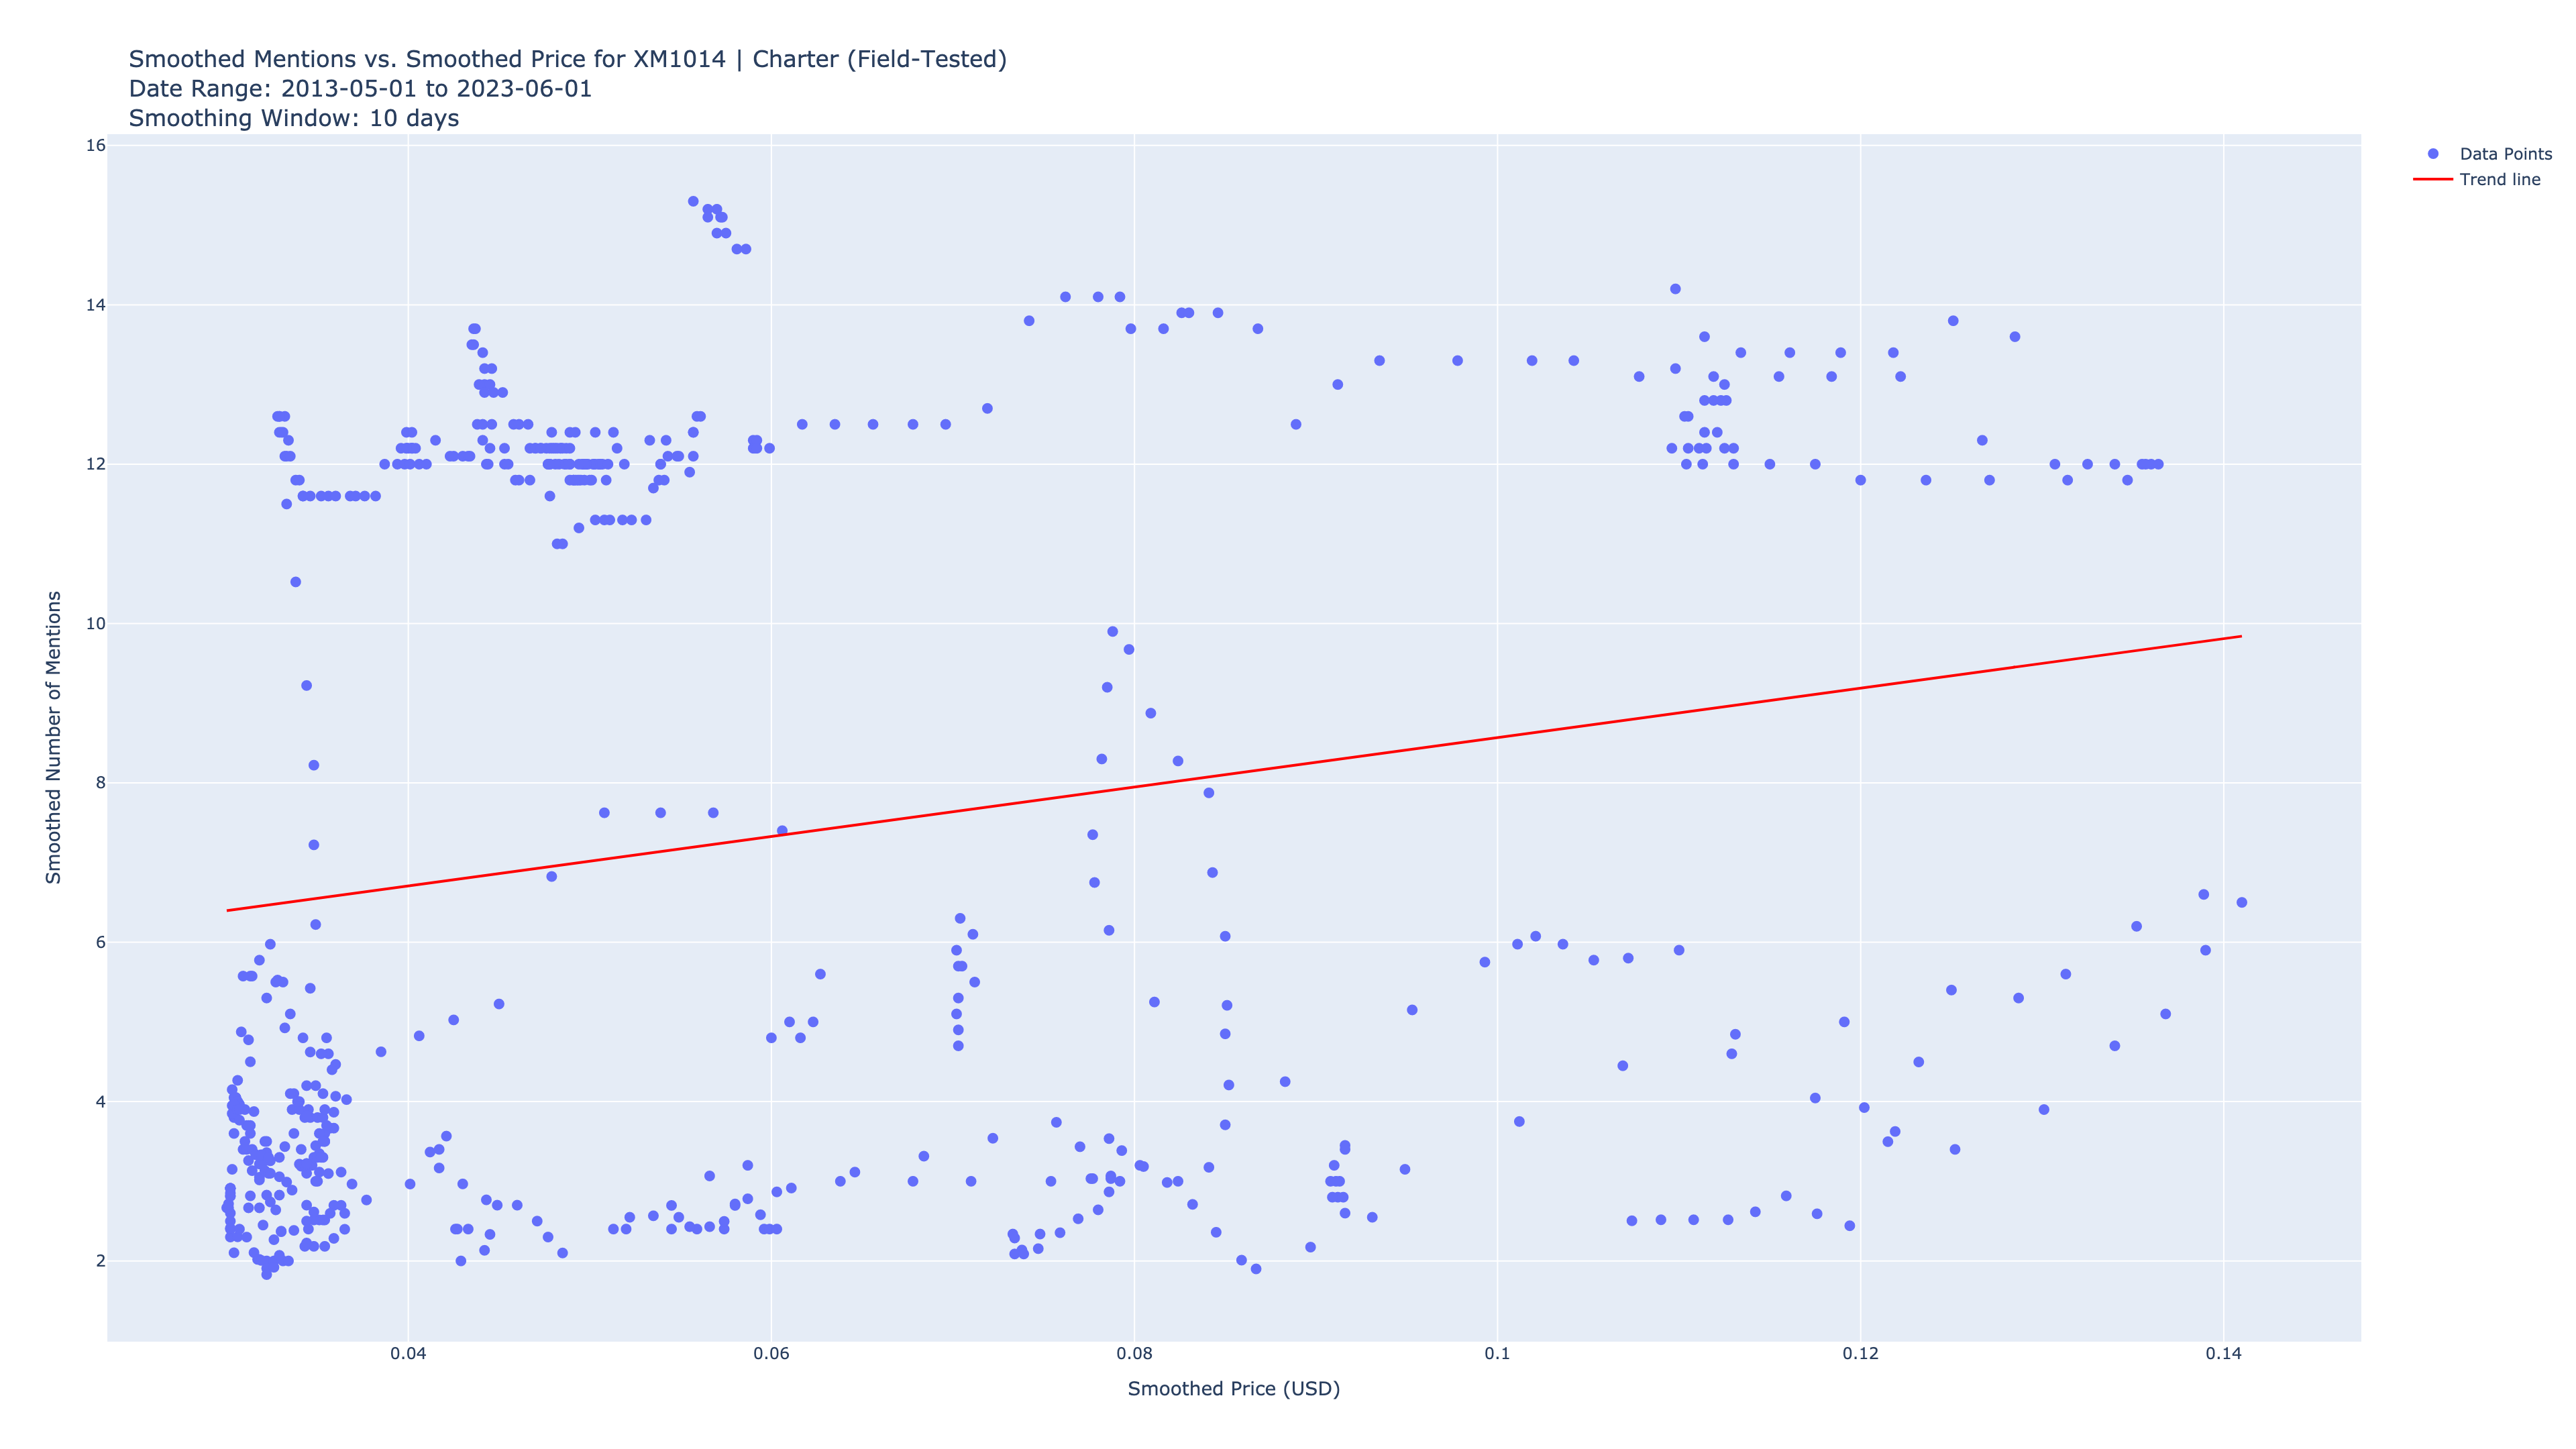 Smoothed Mentions vs. Smoothed Price for XM1014 | Charter (Field-Tested)
Date Range: 2013-05-01 to 2023-06-01
Smoothing Window: 10 days
Data Points
Trend line
16
14
12
10
8
6
4
2
Smoothed Number of Mentions
0.04
0.06
0.08
0.1
0.12
0.14
Smoothed Price (USD)